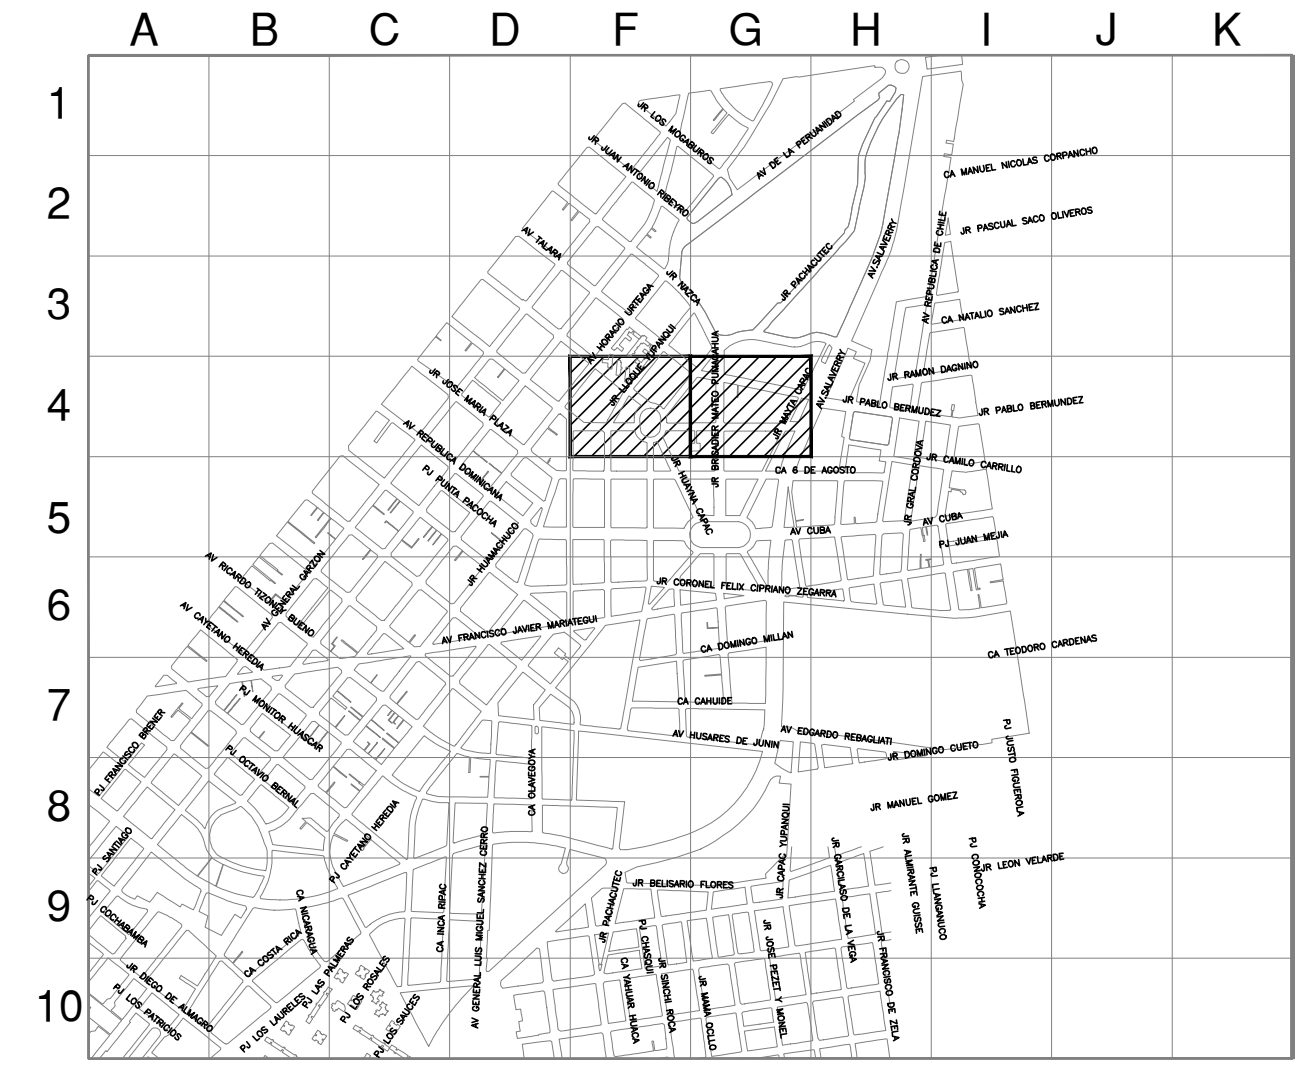 A B C D F G H I J K
1
JR LOS MOGABUROS
AV DE LA PERUANIDAD
JR JUAN ANTONIO RIBEYRO
CA MANUEL NICOLAS CORPANCHO
2
JR PASCUAL SACO OLIVEROS
AV TALARA
AV.SALAVERRY
AV REPUBLICA DE CHILE
JR PACHACUTEC
JR NAZCA
3
AV HORACIO URTEAGA
CA NATALIO SANCHEZ
JR LLOQUE YUPANQUI
JR BRIGADIER MATEO PUMACAHUA
AV.SALAVERRY
JR RAMON DAGNINO
JR MAYTA CAPAC
4
JR JOSE MARIA PLAZA
JR PABLO BERMUDEZ
JR PABLO BERMUNDEZ
AV REPUBLICA DOMINICANA
JR GRAL CORDOVA
JR CAMILO CARRILLO
CA 6 DE AGOSTO
PJ PUNTA PACOCHA
JR HUAYNA CAPAC
5
AV CUBA
AV CUBA
PJ JUAN MEJIA
JR HUAMACHUCO
AV RICARDO TIZON Y BUENO
AV GENERAL GARZON
JR CORONEL FELIX CIPRIANO ZEGARRA
6
AV CAYETANO HEREDIA
AV FRANCISCO JAVIER MARIATEGUI
CA DOMINGO MILLAN
CA TEODORO CARDENAS
PJ MONITOR HUASCAR
CA CAHUIDE
7
PJ FRANCISCO BRENER
AV HUSARES DE JUNIN
AV EDGARDO REBAGLIATI
JR DOMINGO CUETO
PJ JUSTO FIGUEROLA
PJ OCTAVIO BERNAL
CA OLAVEGOYA
8
JR MANUEL GOMEZ
PJ SANTIAGO
PJ CAYETANO HEREDIA
JR CAPAC YUPANQUI
JR GARCILASO DE LA VEGA
JR ALMIRANTE GUISSE
PJ CONOCOCHA
JR LEON VELARDE
PJ LLANGANUCO
9
PJ COCHABAMBA
CA NICARAGUA
CA INCA RIPAC
AV GENERAL LUIS MIGUEL SANCHEZ CERRO
JR PACHACUTEC
JR BELISARIO FLORES
PJ CHASQUI
JR JOSE PEZET Y MONEL
CA COSTA RICA
JR FRANCISCO DE ZELA
10
JR DIEGO DE ALMAGRO
PJ LAS PALMERAS
PJ LOS ROSALES
CA YAHUAR HUACA
JR SINCHI ROCA
JR MAMA OCLLO
PJ LOS PATRICIOS
PJ LOS LAURELES
PJ LOS SAUCES